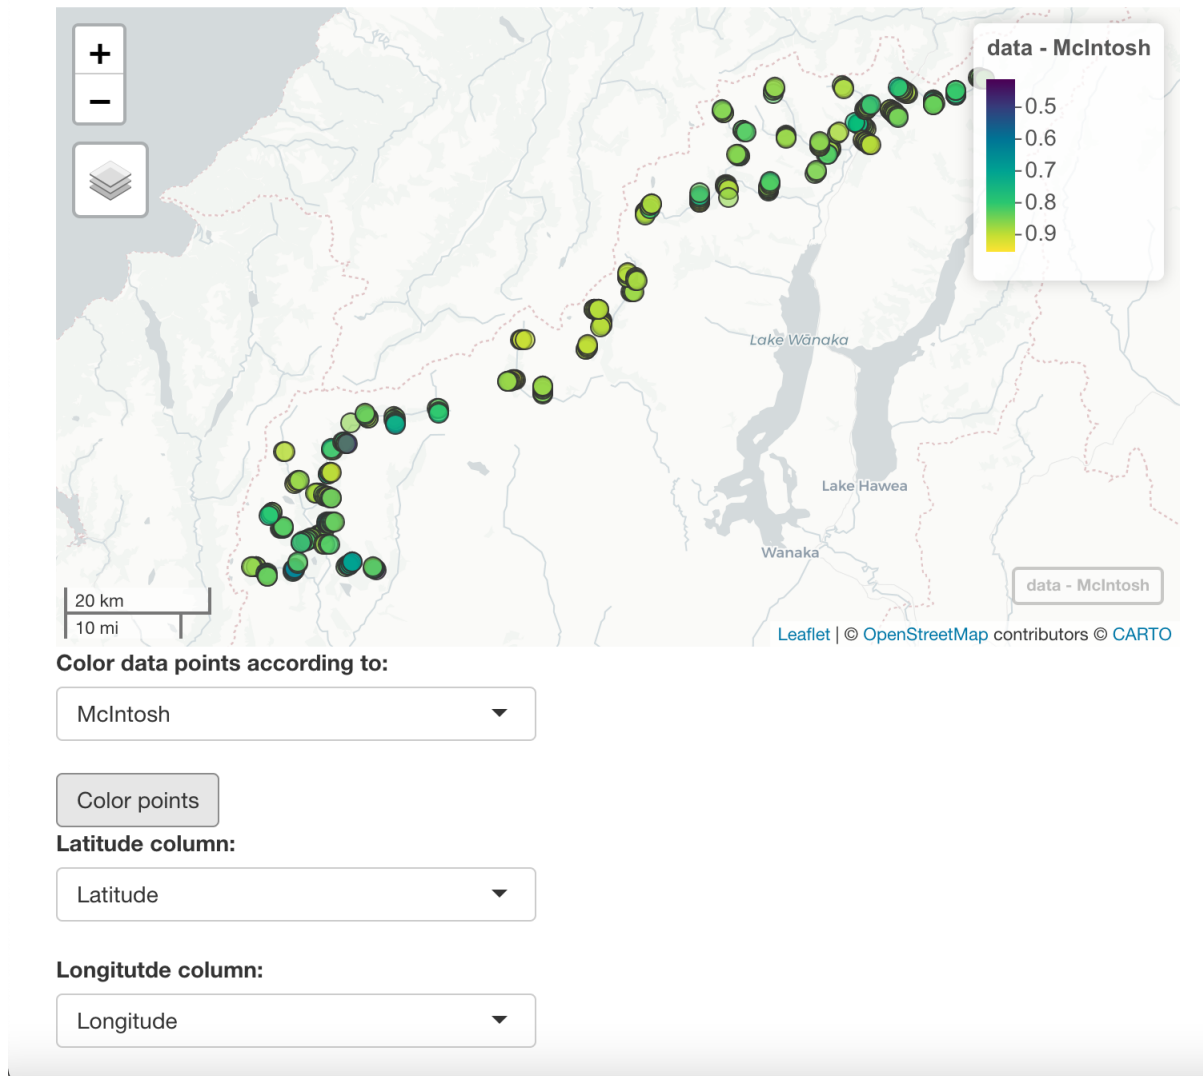 +
data - McIntosh
−
0.5
0.6
0.7
0.8
0.9
Lake Wānaka
Lake Hawea
Wanaka
data - McIntosh
20 km
10 mi
Leaflet | © OpenStreetMap contributors © CARTO
Color data points according to:
McIntosh
Color points
Latitude column:
Latitude
Longitutde column:
Longitude